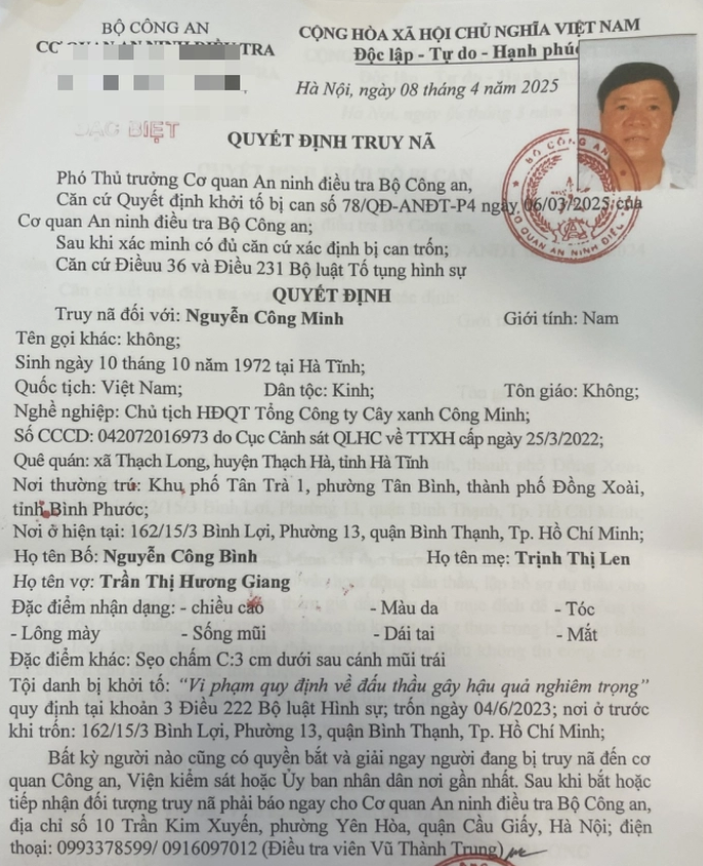 BỘ CÔNG AN
CƠ QUAN AN NINH ĐIỀU TRA
CỘNG HÒA XÃ HỘI CHỦ NGHĨA VIỆT NAM
Độc lập - Tự do - Hạnh phúc
Hà Nội, ngày 08 tháng 4 năm 2025
ĐẶC BIỆT
QUYẾT ĐỊNH TRUY NÃ
BỘ CÔNG AN
CƠ QUAN AN NINH ĐIỀU
Phó Thủ trưởng Cơ quan An ninh điều tra Bộ Công an,
Căn cứ Quyết định khởi tố bị can số 78/QĐ-ANĐT-P4 ngày 06/03/2025 của
Cơ quan An ninh điều tra Bộ Công an;
Sau khi xác minh có đủ căn cứ xác định bị can trốn;
Căn cứ Điềuu 36 và Điều 231 Bộ luật Tố tụng hình sự
QUYẾT ĐỊNH
Truy nã đối với: Nguyễn Công Minh Giới tính: Nam
Tên gọi khác: không;
Sinh ngày 10 tháng 10 năm 1972 tại Hà Tĩnh;
Quốc tịch: Việt Nam; Dân tộc: Kinh; Tôn giáo: Không;
Nghề nghiệp: Chủ tịch HĐQT Tổng Công ty Cây xanh Công Minh;
Số CCCD: 042072016973 do Cục Cảnh sát QLHC về TTXH cấp ngày 25/3/2022;
Quê quán: xã Thạch Long, huyện Thạch Hà, tỉnh Hà Tĩnh
Nơi thường trú: Khu phố Tân Trà 1, phường Tân Bình, thành phố Đồng Xoài,
tỉnh Bình Phước;
Nơi ở hiện tại: 162/15/3 Bình Lợi, Phường 13, quận Bình Thạnh, Tp. Hồ Chí Minh;
Họ tên Bố: Nguyễn Công Bình Họ tên mẹ: Trịnh Thị Len
Họ tên vợ: Trần Thị Hương Giang
Đặc điểm nhận dạng: - chiều cao - Màu da - Tóc
- Lông mày - Sống mũi - Dái tai - Mắt
Đặc điểm khác: Sẹo chấm C:3 cm dưới sau cánh mũi trái
Tội danh bị khởi tố: “Vi phạm quy định về đấu thầu gây hậu quả nghiêm trọng”
quy định tại khoản 3 Điều 222 Bộ luật Hình sự; trốn ngày 04/6/2023; nơi ở trước
khi trốn: 162/15/3 Bình Lợi, Phường 13, quận Bình Thạnh, Tp. Hồ Chí Minh;
Bất kỳ người nào cũng có quyền bắt và giải ngay người đang bị truy nã đến cơ
quan Công an, Viện kiểm sát hoặc Ủy ban nhân dân nơi gần nhất. Sau khi bắt hoặc
tiếp nhận đối tượng truy nã phải báo ngay cho Cơ quan An ninh điều tra Bộ Công an,
địa chỉ số 10 Trần Kim Xuyến, phường Yên Hòa, quận Cầu Giấy, Hà Nội; điện
thoại: 0993378599/ 0916097012 (Điều tra viên Vũ Thành Trung)